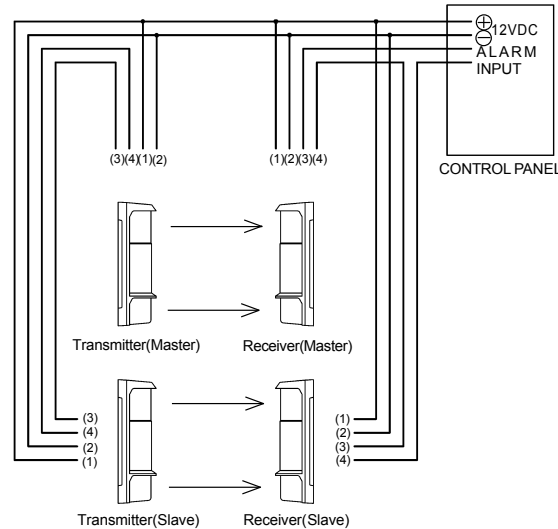 ⊕ 12VDC
⊖
ALARM
INPUT
CONTROL PANEL
(3)(4)(1)(2)
(1)(2)(3)(4)
Transmitter(Master)
Receiver(Master)
(3)
(4)
(2)
(1)
(1)
(2)
(3)
(4)
Transmitter(Slave)
Receiver(Slave)